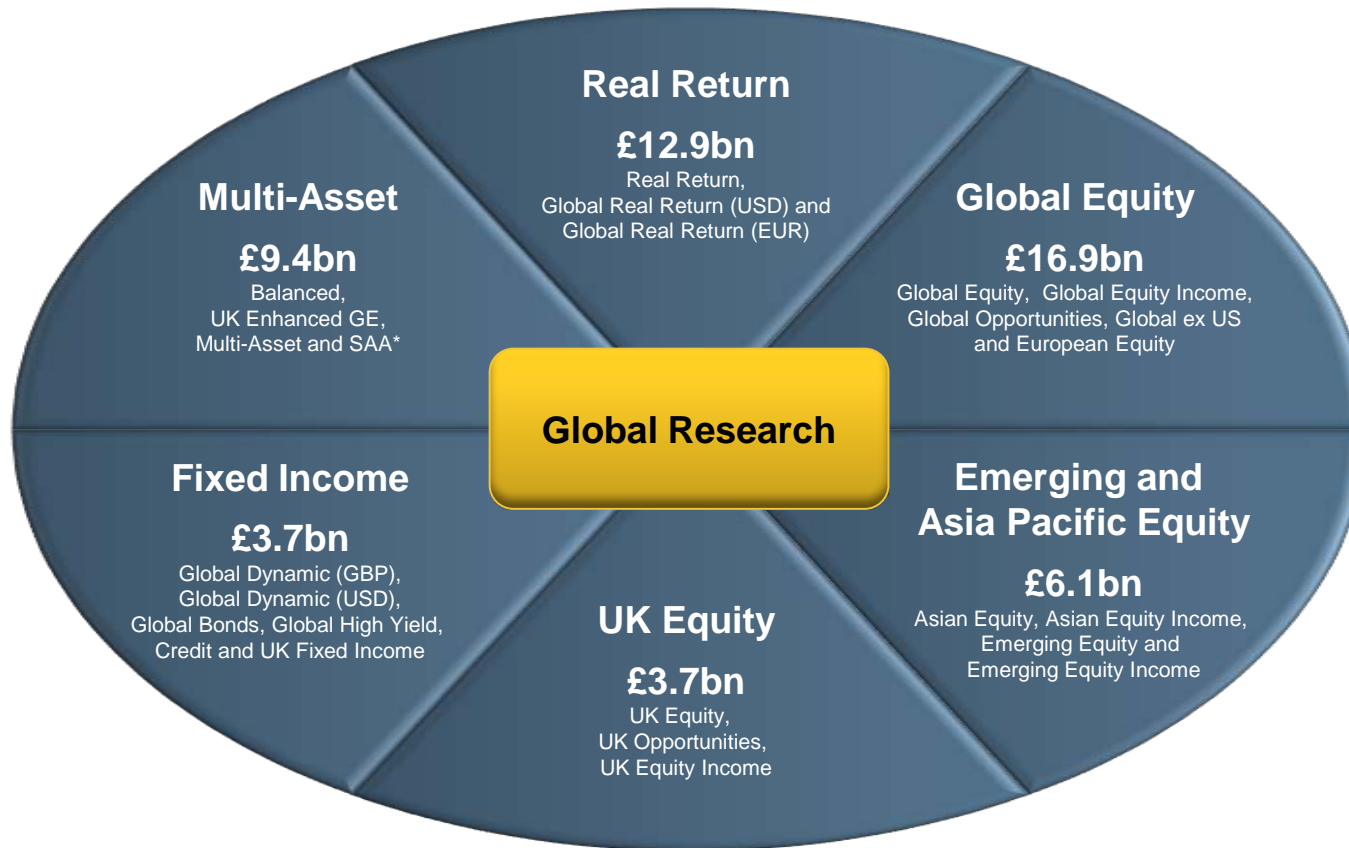 Real Return
£12.9bn
Real Return,
Global Real Return (USD) and
Global Real Return (EUR)
Global Equity
£16.9bn
Global Equity,  Global Equity Income,
Global Opportunities, Global ex US
and European Equity
Emerging and
Asia Pacific Equity
£6.1bn
Asian Equity, Asian Equity Income,
Emerging Equity and
Emerging Equity Income
UK Equity
£3.7bn
UK Equity,
UK Opportunities,
UK Equity Income
Fixed Income
£3.7bn
Global Dynamic (GBP),
Global Dynamic (USD),
Global Bonds, Global High Yield,
Credit and UK Fixed Income
Multi-Asset
£9.4bn
Balanced,
UK Enhanced GE,
Multi-Asset and SAA*
Global Research